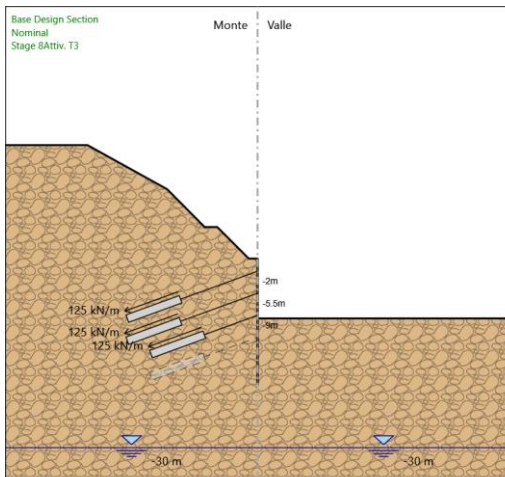 Base Design Section
Nominal
Stage 8Attiv. T3
Monte
Valle
-2m
-5.5m
125 kN/m
-9m
125 kN/m
125 kN/m
-30 m
-30 m